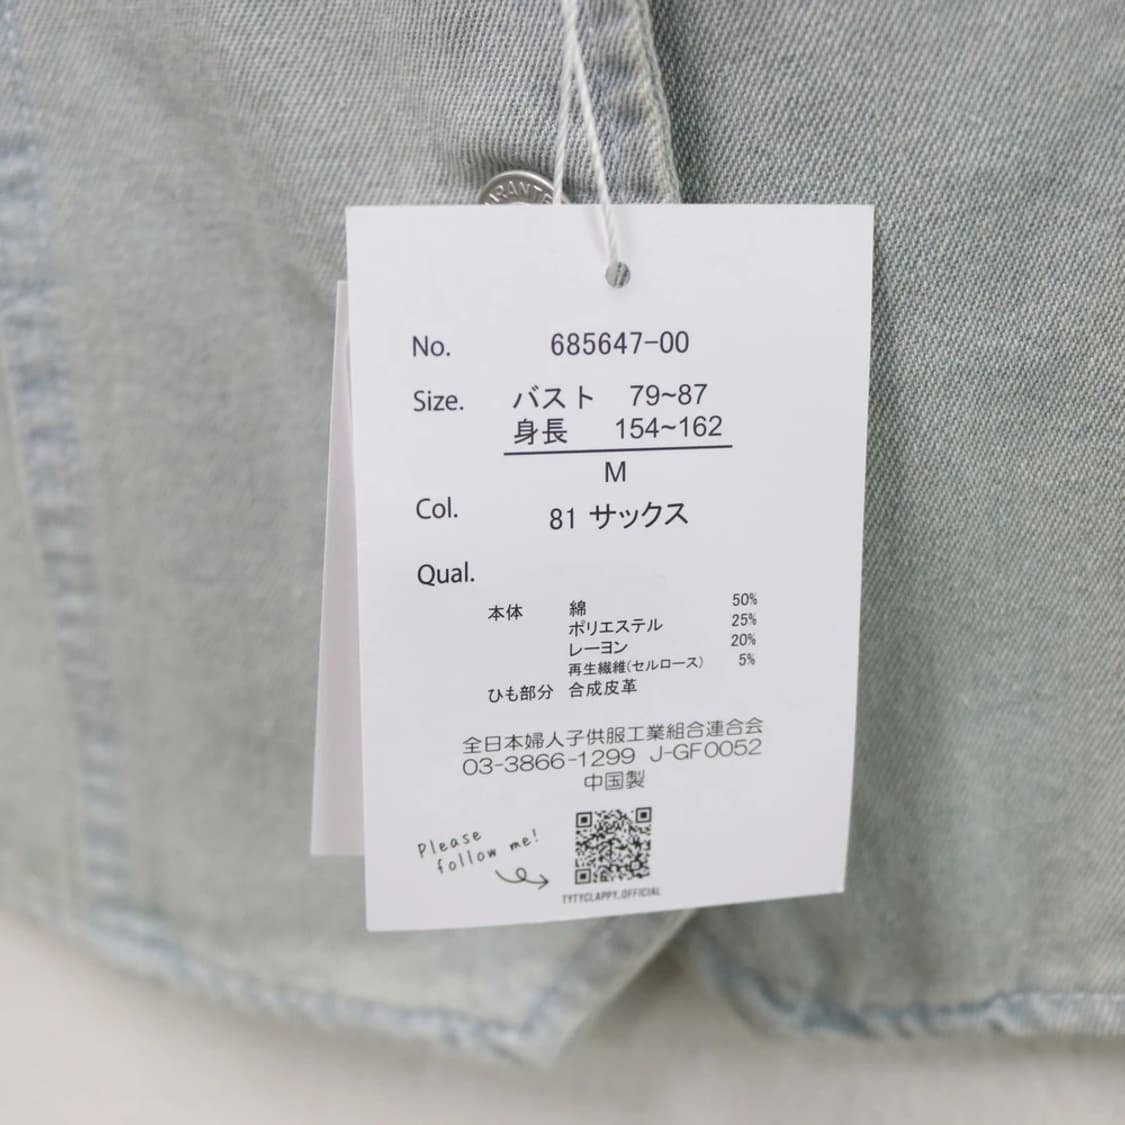 No. 685647-00
Size. バスト 79~87
身長 154~162
M
Col. 81 サックス
Qual.
本体 綿 50%
ポリエステル 25%
レーヨン 20%
再生繊維(セルロース) 5%
ひも部分 合成皮革
全日本婦人子供服工業組合連合会
03-3866-1299 J-GF0052
中国製
Please
follow me!
TYTYCLAPPY_OFFICIAL